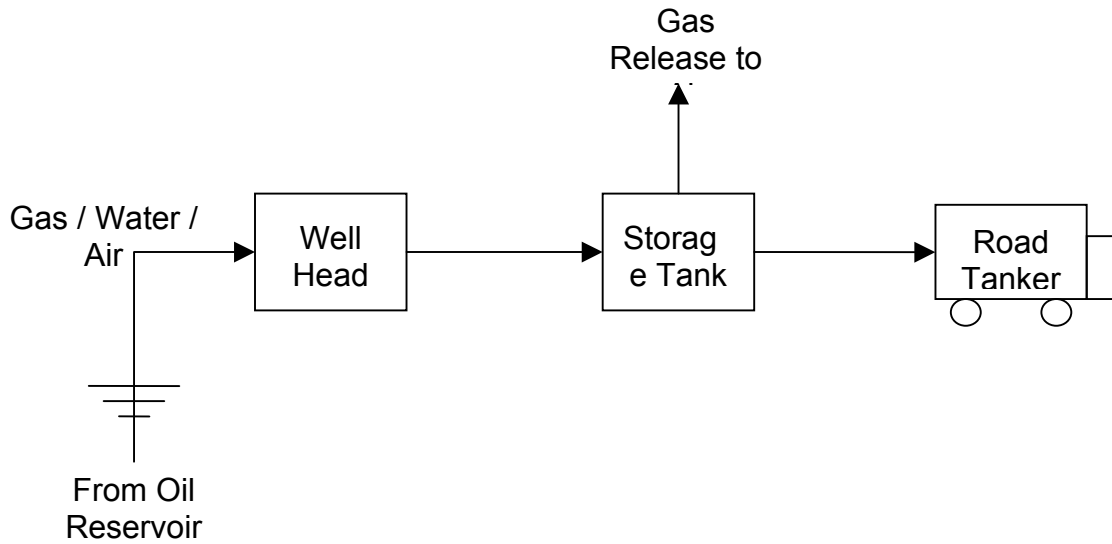 Gas
Release to
Gas / Water /
Air
Well
Head
Storag
e Tank
Road
Tanker
From Oil
Reservoir